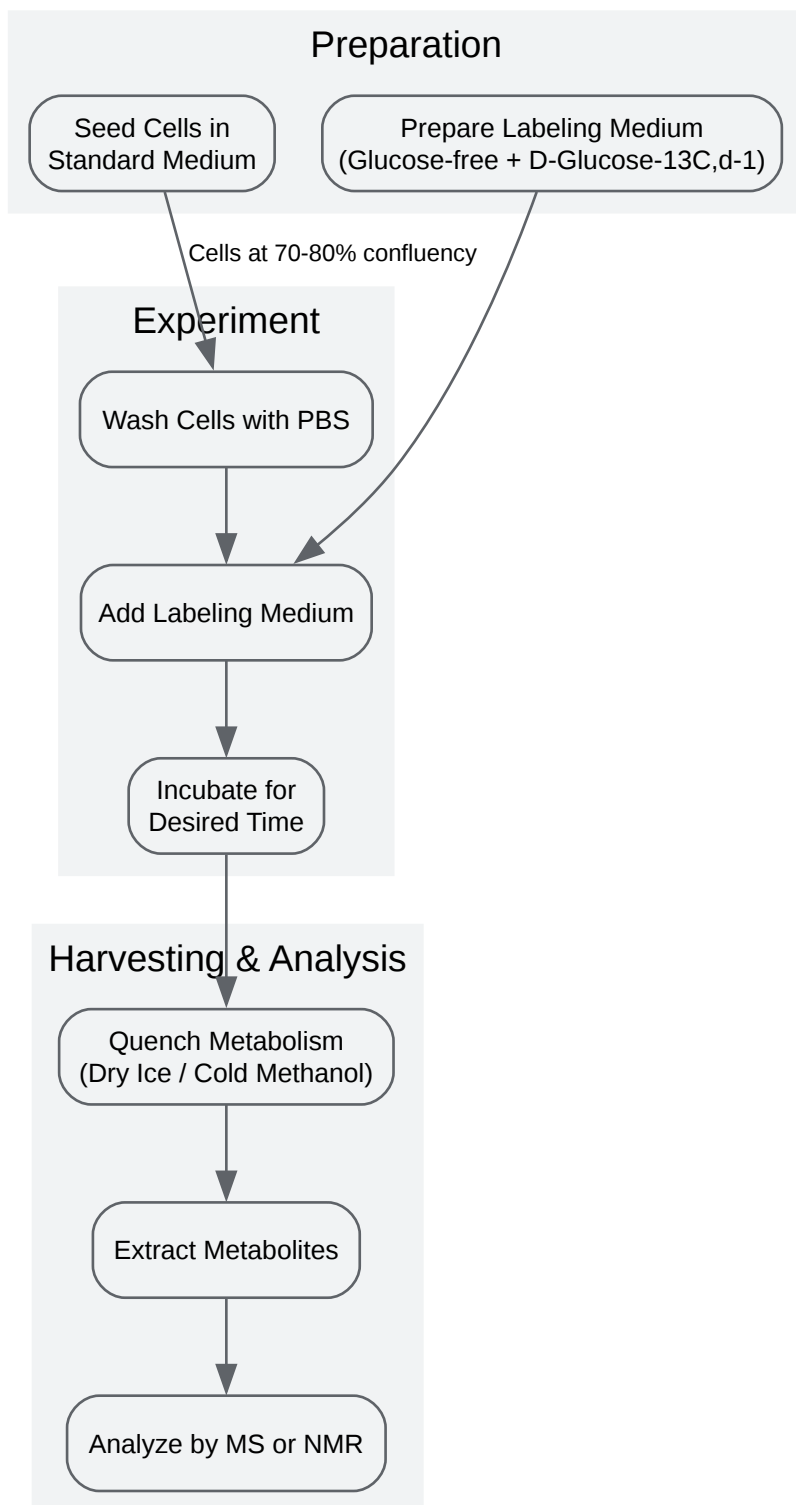 Preparation
Seed Cells in
Standard Medium
Prepare Labeling Medium
(Glucose-free + D-Glucose-13C,d-1)
Cells at 70-80% confluency
Experiment
Wash Cells with PBS
Add Labeling Medium
Incubate for
Desired Time
Harvesting & Analysis
Quench Metabolism
(Dry Ice / Cold Methanol)
Extract Metabolites
Analyze by MS or NMR